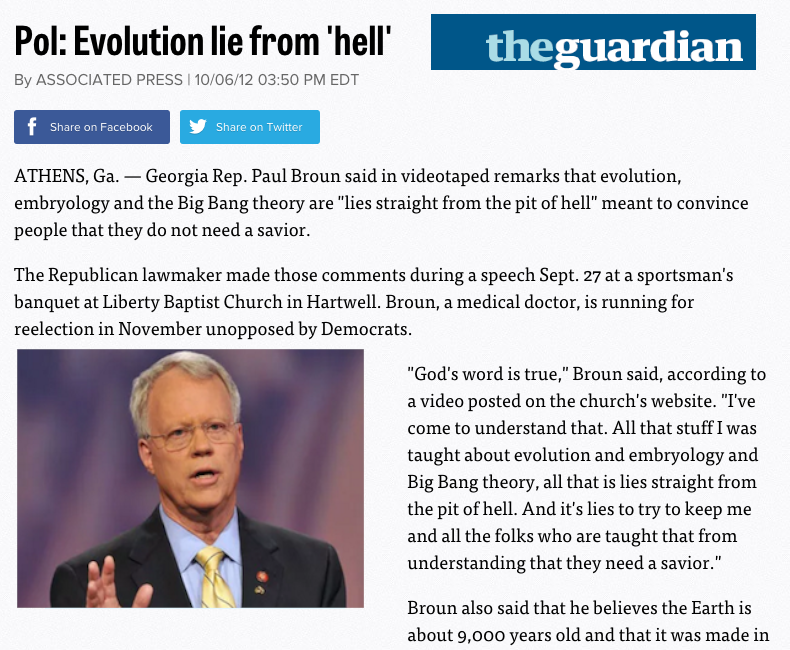 Pol: Evolution lie from 'hell'
theguardian
By ASSOCIATED PRESS | 10/06/12 03:50 PM EDT
f Share on Facebook
Share on Twitter
ATHENS, Ga. — Georgia Rep. Paul Broun said in videotaped remarks that evolution,
embryology and the Big Bang theory are "lies straight from the pit of hell" meant to convince
people that they do not need a savior.
The Republican lawmaker made those comments during a speech Sept. 27 at a sportsman's
banquet at Liberty Baptist Church in Hartwell. Broun, a medical doctor, is running for
reelection in November unopposed by Democrats.
"God's word is true," Broun said, according to
a video posted on the church's website. "I've
come to understand that. All that stuff I was
taught about evolution and embryology and
Big Bang theory, all that is lies straight from
the pit of hell. And it's lies to try to keep me
and all the folks who are taught that from
understanding that they need a savior."
Broun also said that he believes the Earth is
about 9,000 years old and that it was made in